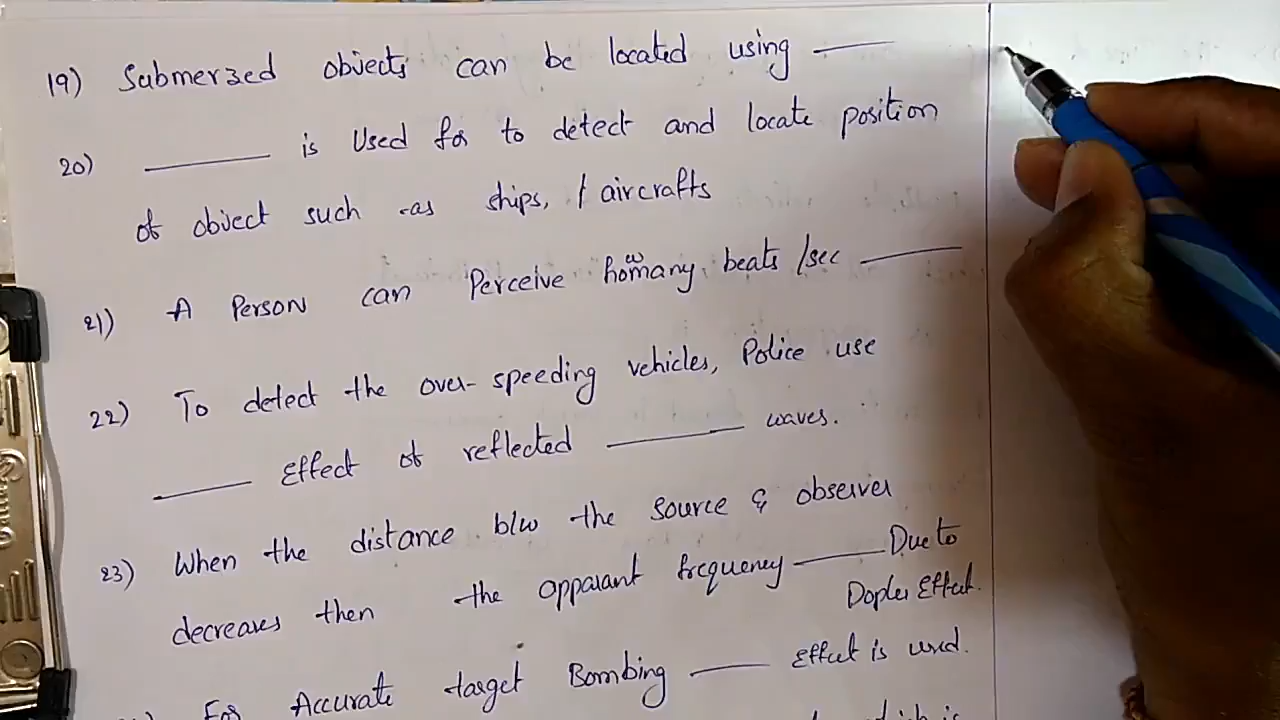 19) Submerzed objects can be located using ____
20) ____ is Used for to detect and locate position
of object such as ships, / aircrafts
21) A Person can Perceive howmany beats /sec ____
22) To detect the over-speeding vehicles, Police use
____ Effect of reflected ____ waves.
23) When the distance b/w the source & observer
decreases then the apparant frequency ____ Due to
Dopler Effect.
For Accurate target Bombing ____ Effect is used.